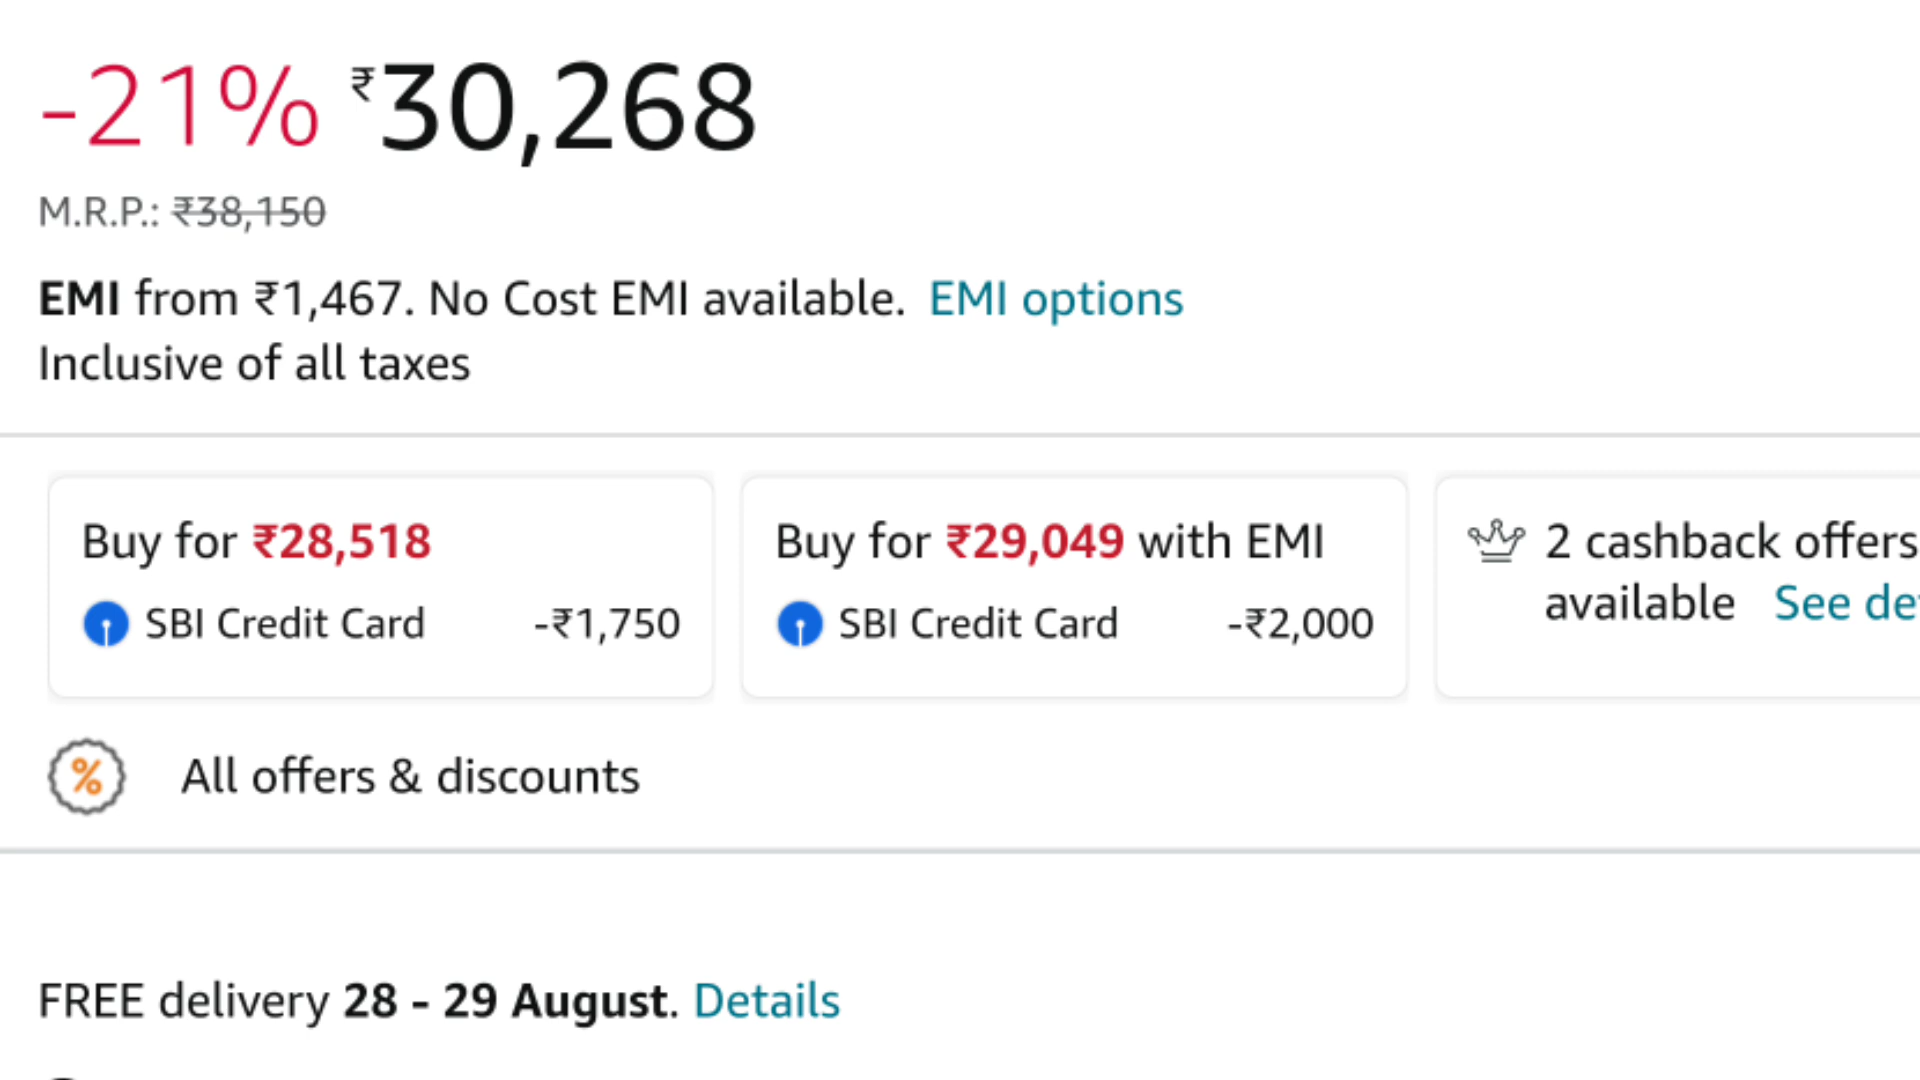 -21% ₹30,268
M.R.P.: ₹38,150
EMI from ₹1,467. No Cost EMI available. EMI options
Inclusive of all taxes
Buy for ₹28,518
SBI Credit Card -₹1,750
Buy for ₹29,049 with EMI
SBI Credit Card -₹2,000
2 cashback offers
available See
% All offers & discounts
FREE delivery 28 - 29 August. Details